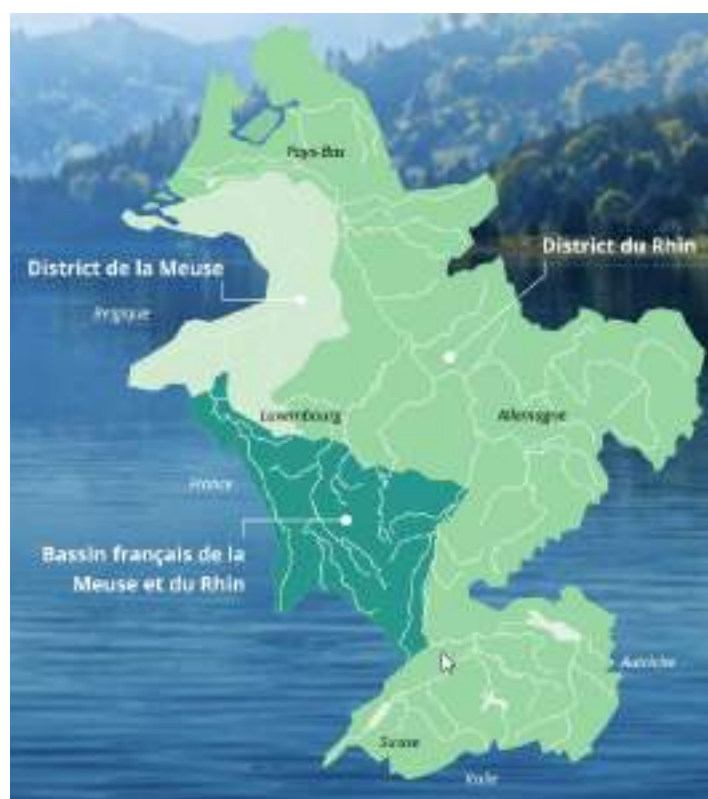 Pays-Bas
District du Rhin
District de la Meuse
Belgique
Luxembourg
Allemagne
France
Bassin français de la
Meuse et du Rhin
Autriche
Suisse
Italie